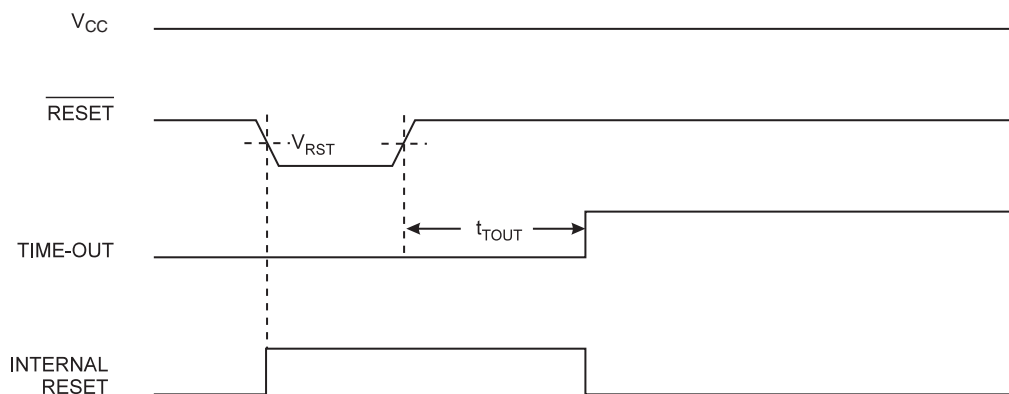 VCC
RESET
VRST
tTOUT
TIME-OUT
INTERNAL
RESET